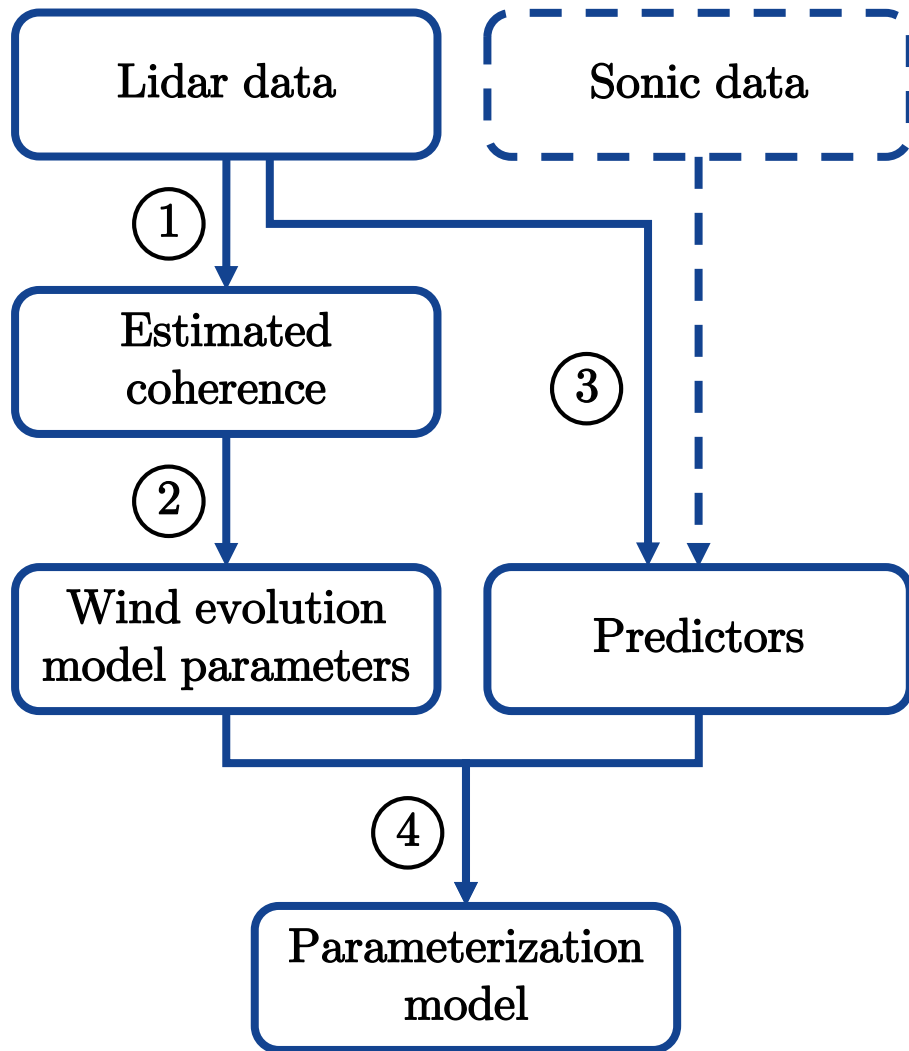 Lidar data
Sonic data
1
Estimated
coherence
3
2
Wind evolution
model parameters
Predictors
4
Parameterization
model